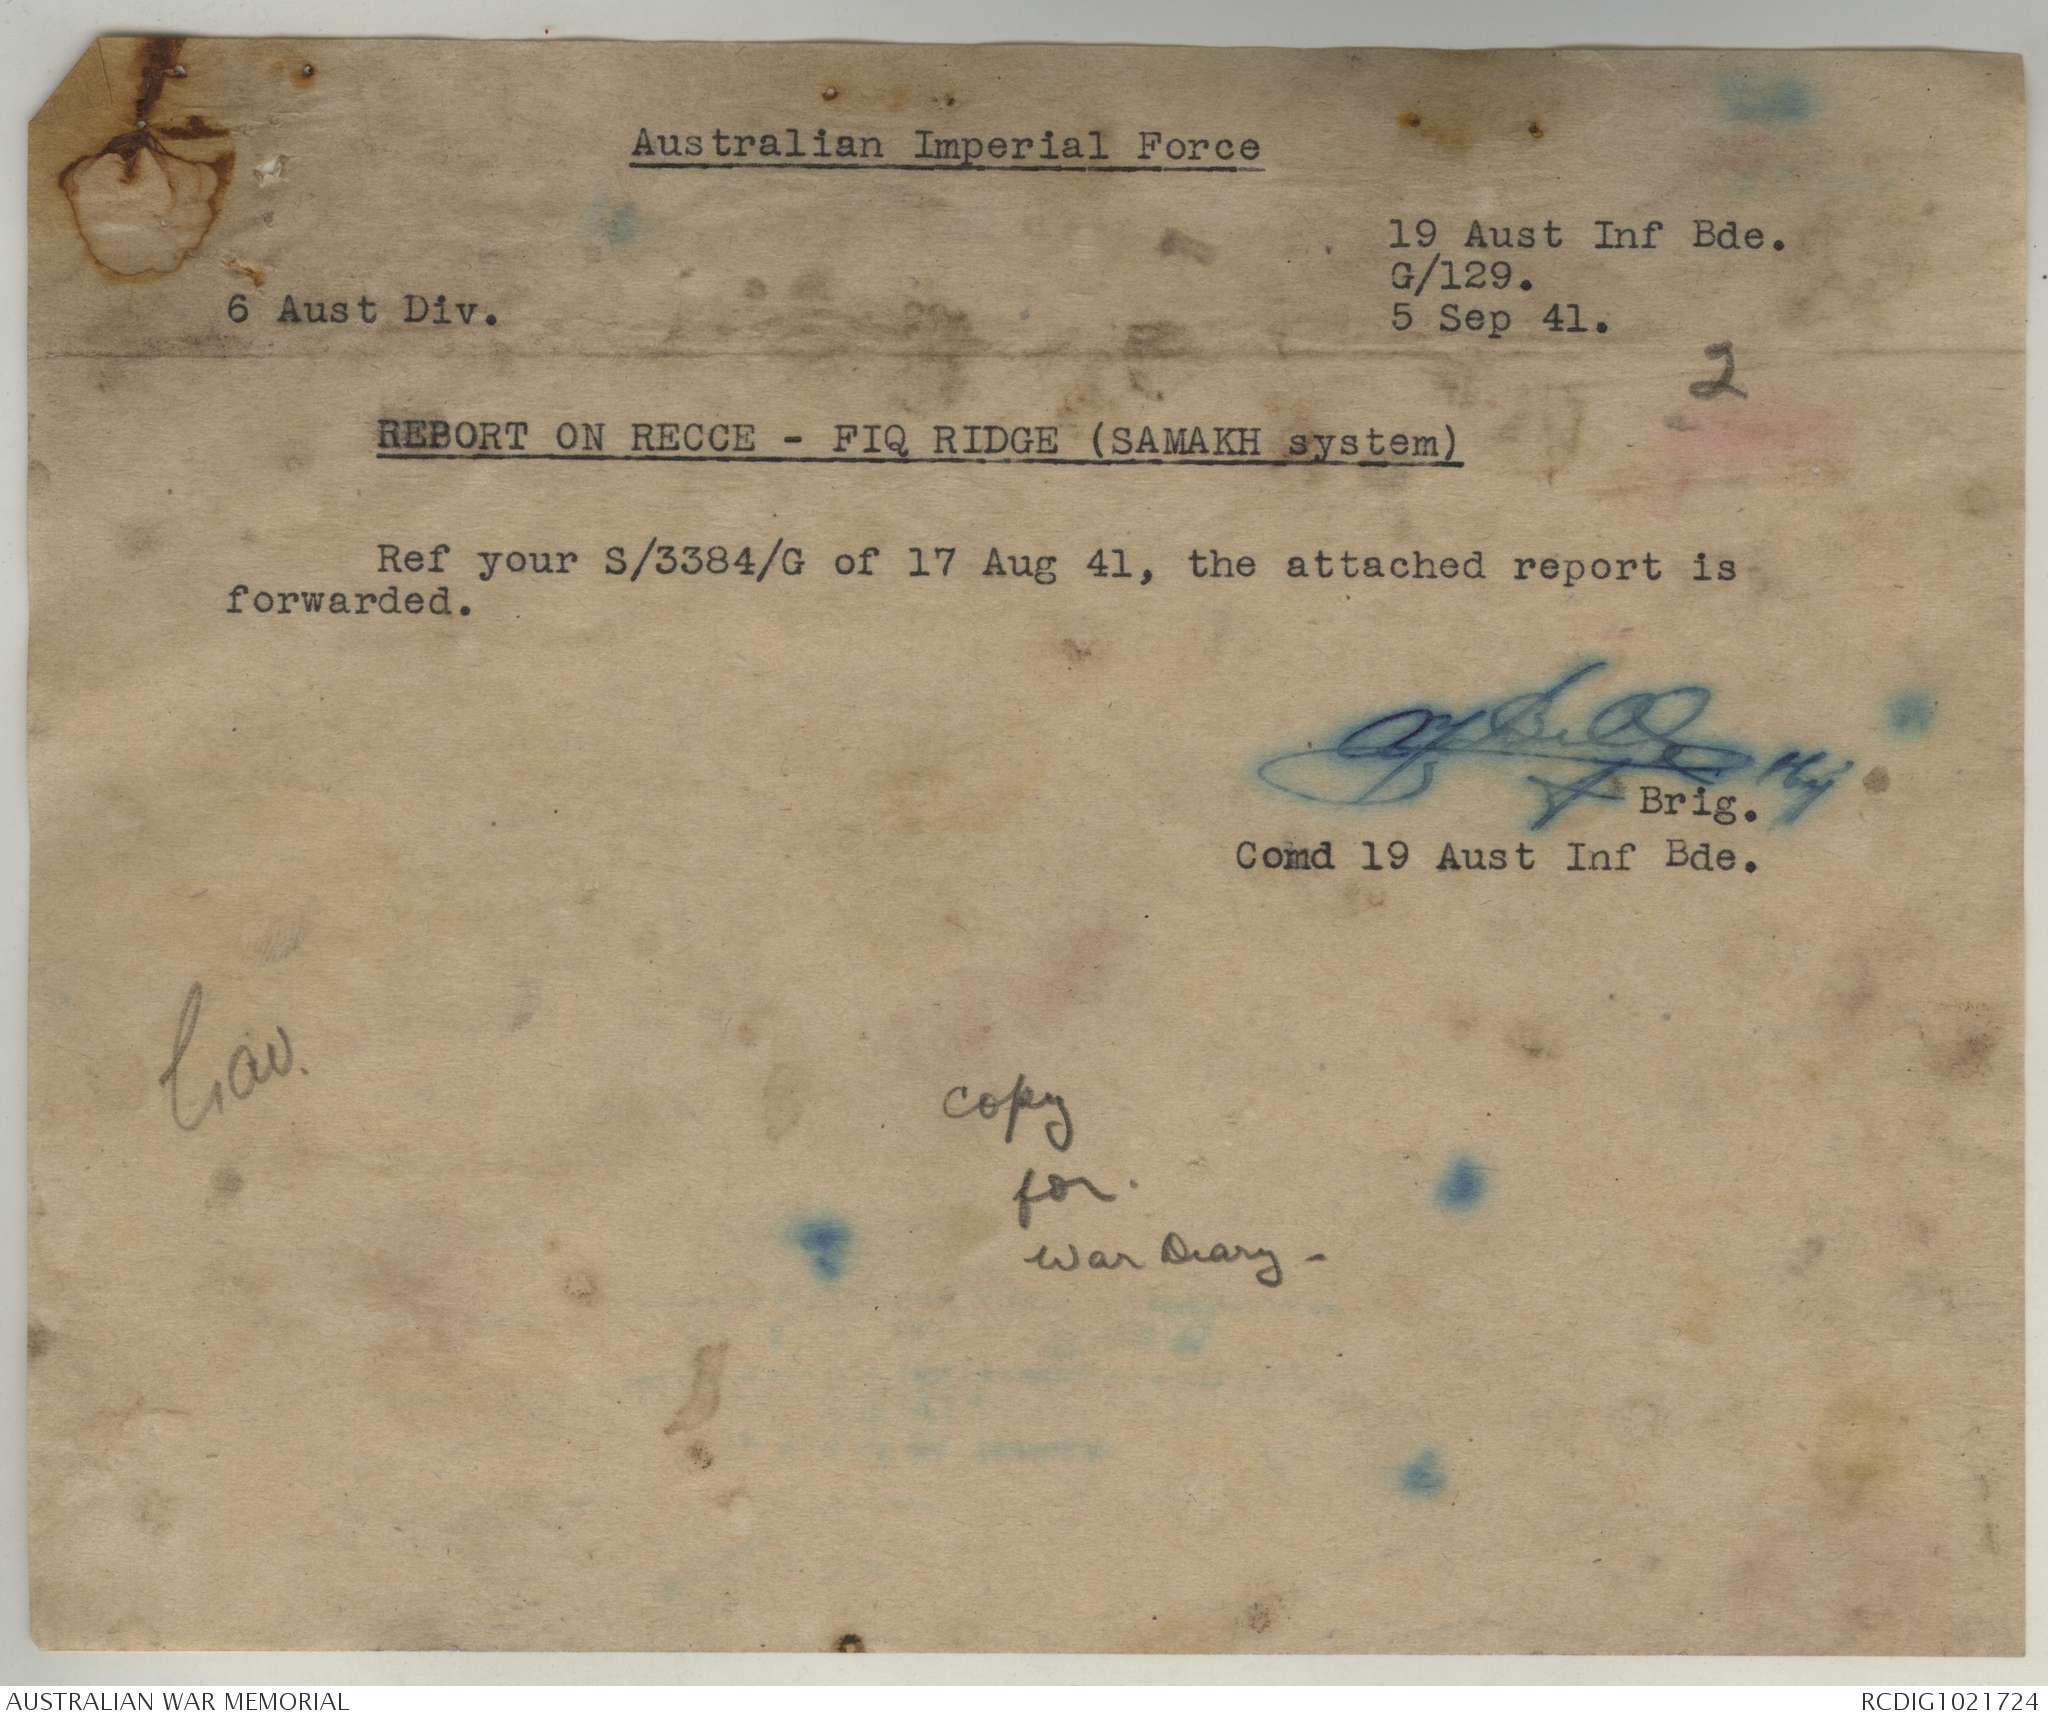 Australian Imperial Force
19 Aust Inf Bde.
G/129.
6 Aust Div.
5 Sep 41.
2
REPORT ON RECCE - FIQ RIDGE (SAMAKH system)
Ref your S/3384/G of 17 Aug 41, the attached report is
forwarded.
Brig.
Comd 19 Aust Inf Bde.
copy
for
War Diary -
AUSTRALIAN WAR MEMORIAL
RCDIG1021724